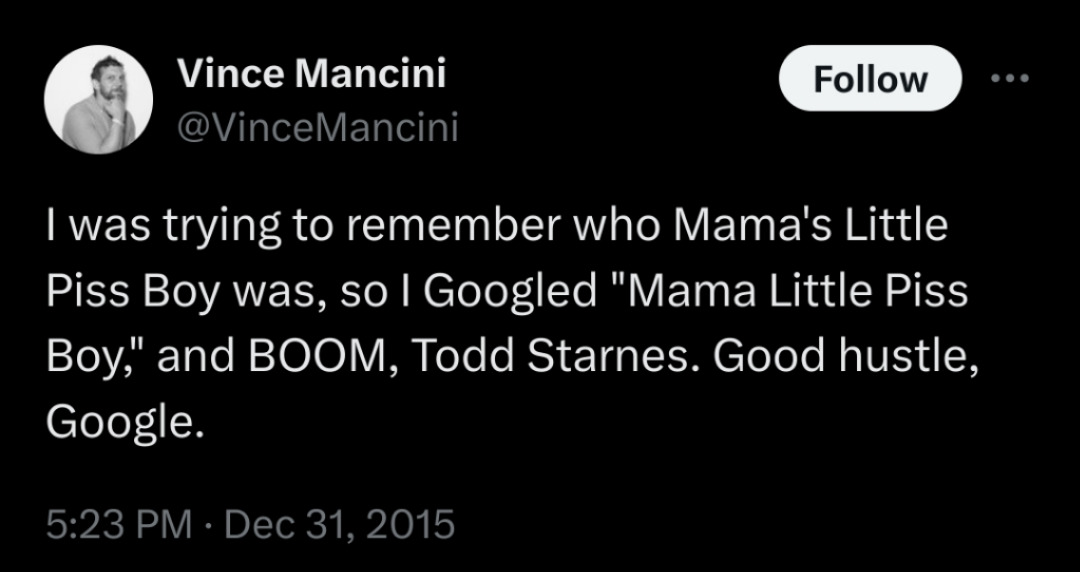 Vince Mancini
@VinceMancini
Follow
I was trying to remember who Mama's Little
Piss Boy was, so I Googled "Mama Little Piss
Boy," and BOOM, Todd Starnes. Good hustle,
Google.
5:23 PM · Dec 31, 2015